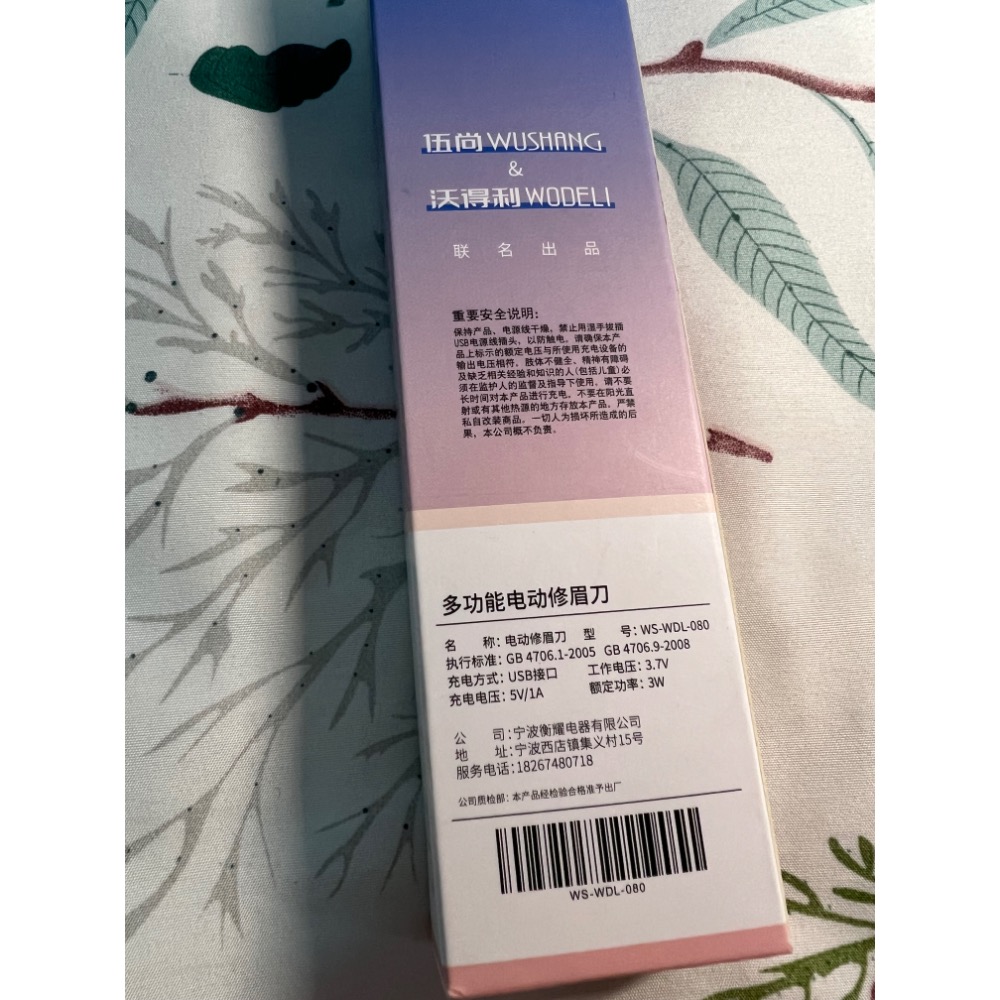 伍尚WUSHANG
&
沃得利WODELI
联名出品
重要安全说明:
保持产品、电源线干燥，禁止用湿手拔插
USB电源线插头，以防触电。请确保本产
品上标示的额定电压与所使用充电设备的
输出电压相符。肢体不健全、精神有障碍
及缺乏相关经验和知识的人(包括儿童)必
须在监护人的监督及指导下使用。请不要
长时间对本产品进行充电。不要在阳光直
射或有其他热源的地方存放本产品。严禁
私自改装商品。一切人为损坏所造成的后
果，本公司概不负责。
多功能电动修眉刀
名 称: 电动修眉刀 型 号: WS-WDL-080
执行标准: GB 4706.1-2005 GB 4706.9-2008
充电方式: USB接口 工作电压: 3.7V
充电电压: 5V/1A 额定功率: 3W
公 司:宁波衡耀电器有限公司
地 址:宁波西店镇集义村15号
服务电话:18267480718
公司质检部: 本产品经检验合格准予出厂
WS-WDL-080